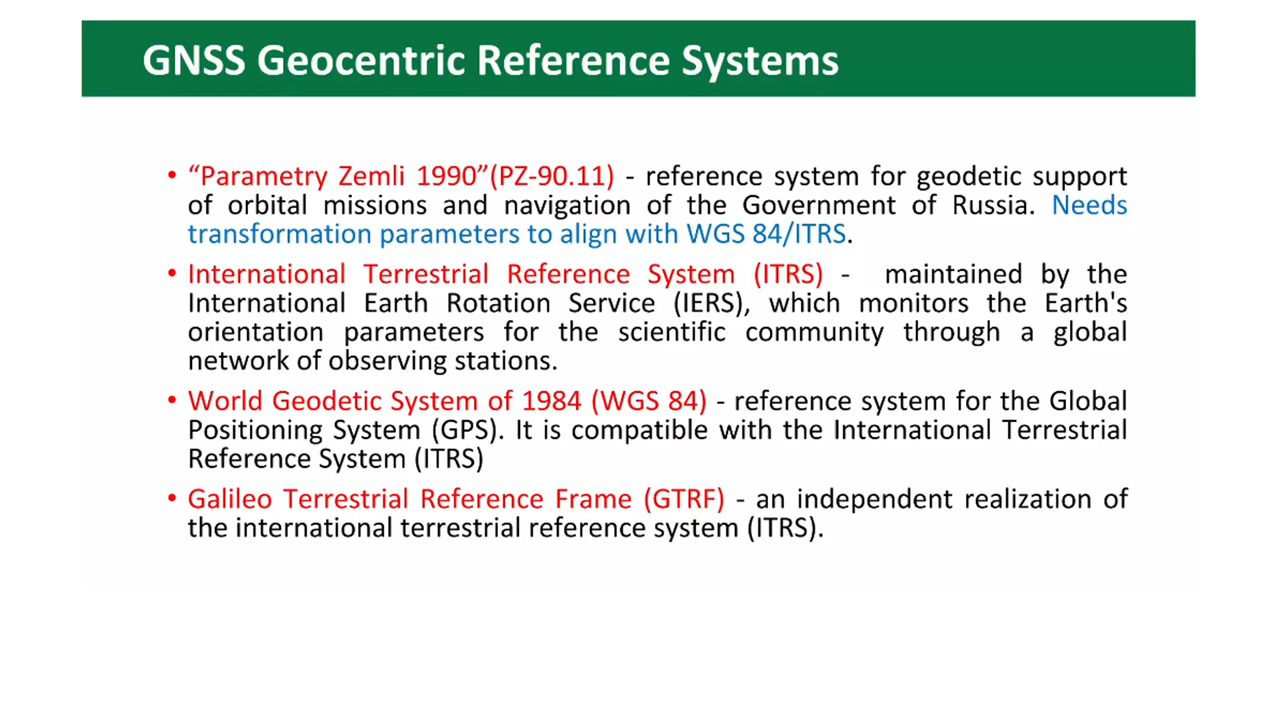 GNSS Geocentric Reference Systems
• “Parametry Zemli 1990”(PZ-90.11) - reference system for geodetic support
of orbital missions and navigation of the Government of Russia. Needs
transformation parameters to align with WGS 84/ITRS.
• International Terrestrial Reference System (ITRS) - maintained by the
International Earth Rotation Service (IERS), which monitors the Earth's
orientation parameters for the scientific community through a global
network of observing stations.
• World Geodetic System of 1984 (WGS 84) - reference system for the Global
Positioning System (GPS). It is compatible with the International Terrestrial
Reference System (ITRS)
• Galileo Terrestrial Reference Frame (GTRF) - an independent realization of
the international terrestrial reference system (ITRS).